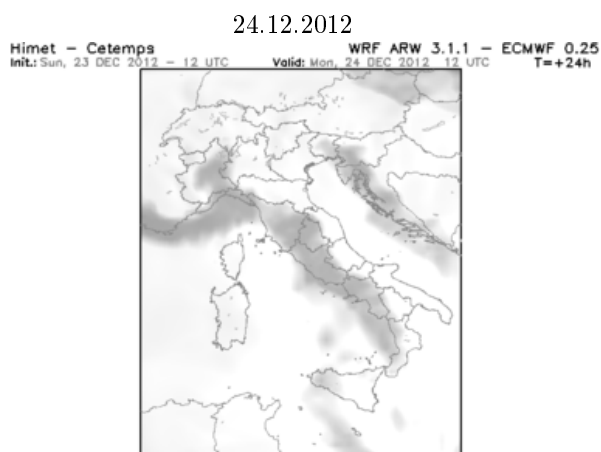 24.12.2012
Himet – Cetemps WRF ARW 3.1.1 – ECMWF 0.25
Init.: Sun, 23 DEC 2012 – 12 UTC Valid: Mon, 24 DEC 2012 12 UTC T=+24h